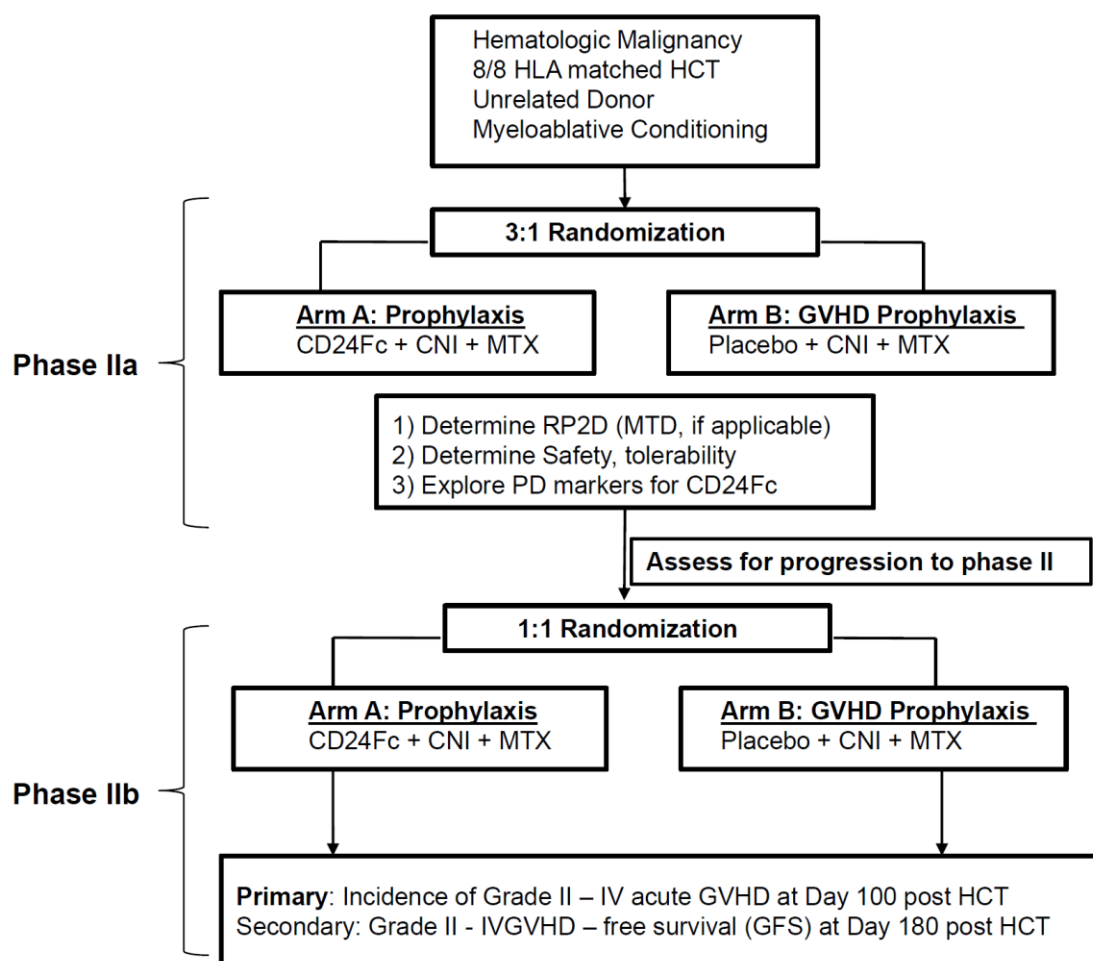 Hematologic Malignancy
8/8 HLA matched HCT
Unrelated Donor
Myeloablative Conditioning
Phase IIa
3:1 Randomization
Arm A: Prophylaxis
CD24Fc + CNI + MTX
Arm B: GVHD Prophylaxis
Placebo + CNI + MTX
1) Determine RP2D (MTD, if applicable)
2) Determine Safety, tolerability
3) Explore PD markers for CD24Fc
Assess for progression to phase II
Phase IIb
1:1 Randomization
Arm A: Prophylaxis
CD24Fc + CNI + MTX
Arm B: GVHD Prophylaxis
Placebo + CNI + MTX
Primary: Incidence of Grade II – IV acute GVHD at Day 100 post HCT
Secondary: Grade II - IVGVHD – free survival (GFS) at Day 180 post HCT